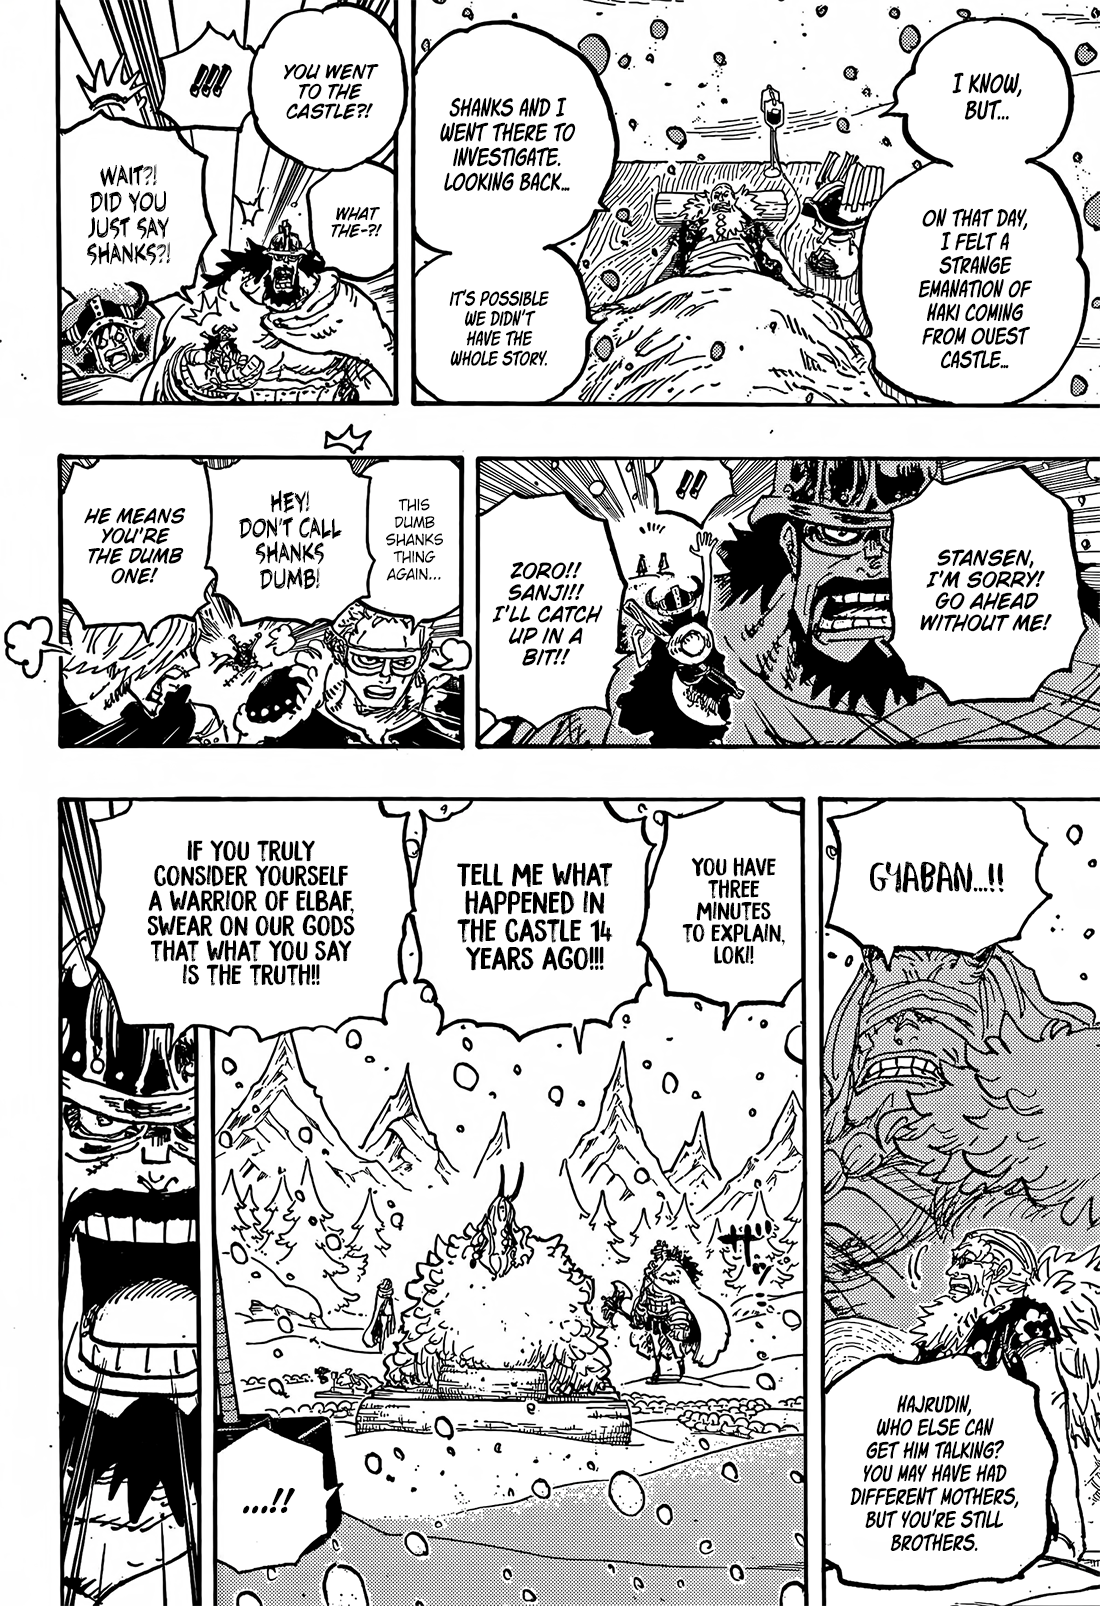 I KNOW,
BUT...
ON THAT DAY,
I FELT A
STRANGE
EMANATION OF
HAKI COMING
FROM OUEST
CASTLE...
SHANKS AND I
WENT THERE TO
INVESTIGATE.
LOOKING BACK...
IT'S POSSIBLE
WE DIDN'T
HAVE THE
WHOLE STORY.
YOU WENT
TO THE
CASTLE?!
!!!
WHAT
THE-?!
WAIT?!
DID YOU
JUST SAY
SHANKS?!
STANSEN,
I'M SORRY!
GO AHEAD
WITHOUT ME!
!!
ZORO!!
SANJI!!
I'LL CATCH
UP IN A
BIT!!
THIS
DUMB
SHANKS
THING
AGAIN...
HEY!
DON'T CALL
SHANKS
DUMB!
HE MEANS
YOU'RE
THE DUMB
ONE!
GYABAN...!!
HAJRUDIN,
WHO ELSE CAN
GET HIM TALKING?
YOU MAY HAVE HAD
DIFFERENT MOTHERS,
BUT YOU'RE STILL
BROTHERS.
YOU HAVE
THREE
MINUTES
TO EXPLAIN,
LOKI!
TELL ME WHAT
HAPPENED IN
THE CASTLE 14
YEARS AGO!!!
IF YOU TRULY
CONSIDER YOURSELF
A WARRIOR OF ELBAF,
SWEAR ON OUR GODS
THAT WHAT YOU SAY
IS THE TRUTH!!
...!!